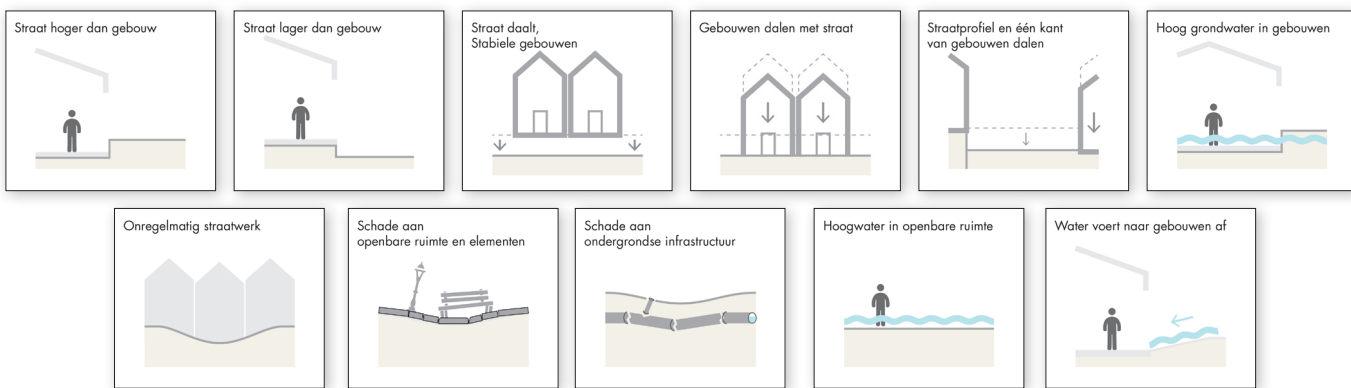 Straat hoger dan gebouw
Straat lager dan gebouw
Straat daalt,
Stabiele gebouwen
Gebouwen dalen met straat
Straatprofiel en één kant
van gebouwen dalen
Hoog grondwater in gebouwen
Onregelmatig straatwerk
Schade aan
openbare ruimte en elementen
Schade aan
ondergrondse infrastructuur
Hoogwater in openbare ruimte
Water voert naar gebouwen af